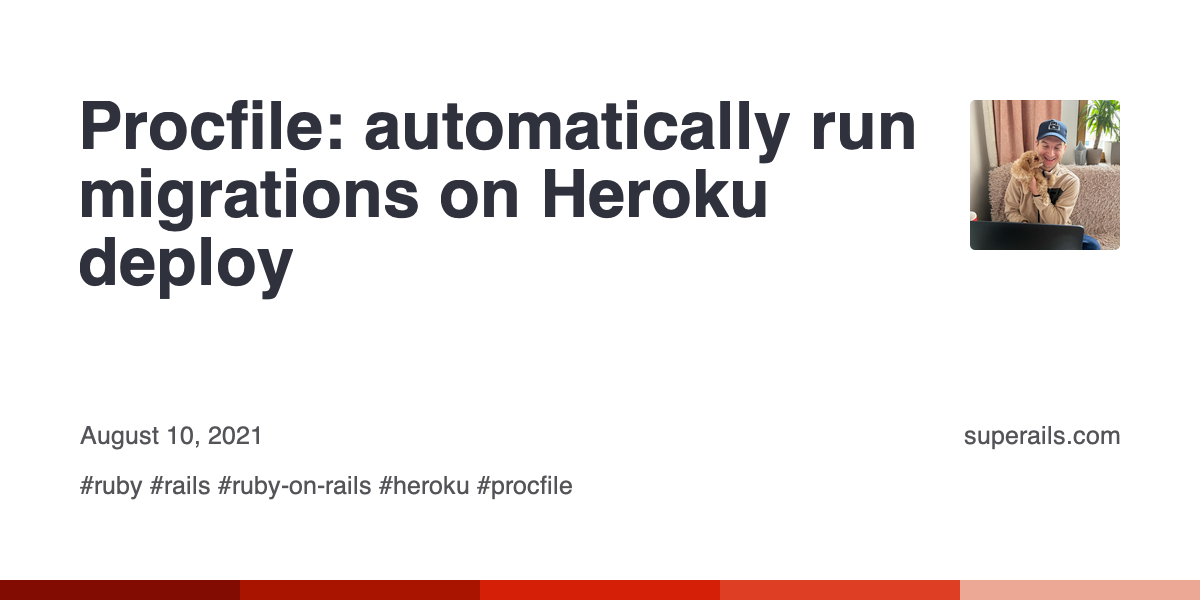 Procfile: automatically run
migrations on Heroku
deploy
August 10, 2021
superails.com
#ruby #rails #ruby-on-rails #heroku #procfile